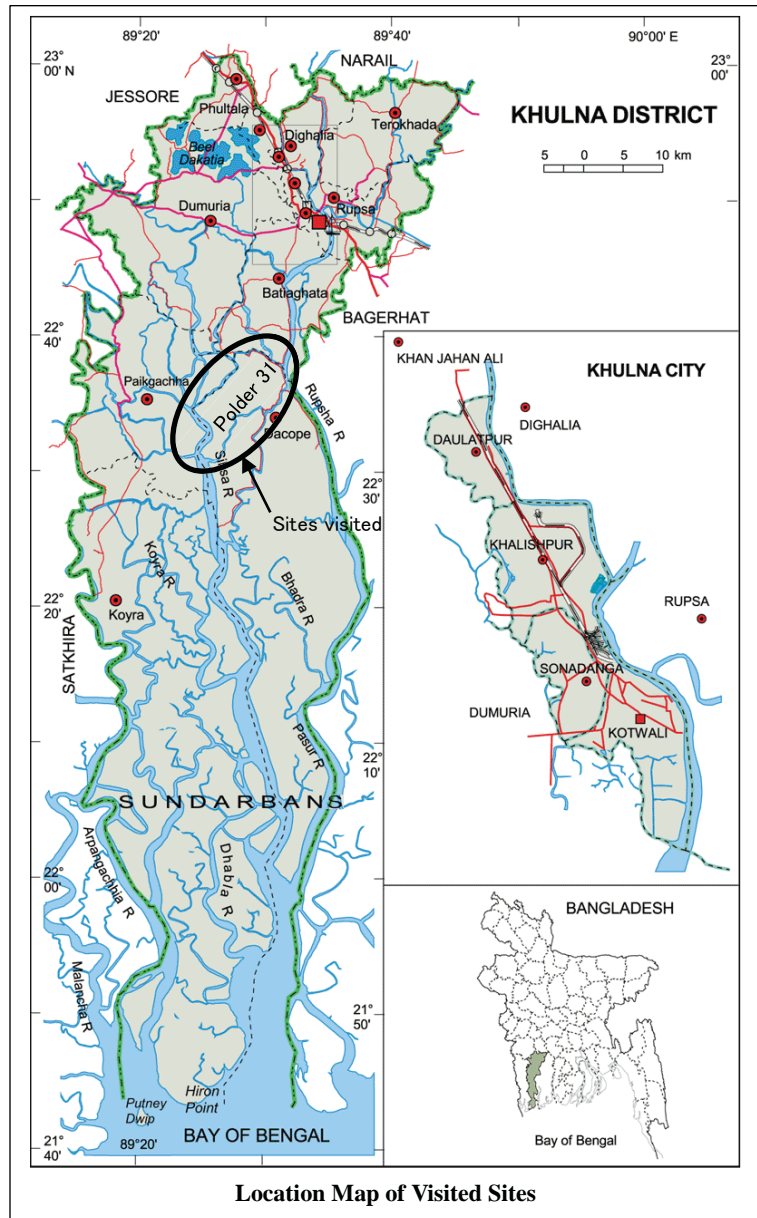 89°20'
89°40'
90°00' E
23°
00' N
23°
00'
NARAIL
JESSORE
KHULNA DISTRICT
5 0 5 10 km
Phultala
Terokhada
Dighalia
Beel
Dakatia
Dumuria
Rupsa
Batiaghata
BAGERHAT
22°
40'
Paikgachha
Polder 31
Rupsha R
Dacope
Sibsa R
22°
30'
Sites visited
Koyra R
Bhadra R
22°
20'
Koyra
SATKHIRA
Pasur R
22°
10'
SUNDARBANS
Arpangachhia R
Dhabla R
22°
00'
Malancha R
21°
50'
Hiron
Point
Putney
Dwip
21°
40'
89°20'
BAY OF BENGAL
KHAN JAHAN ALI
KHULNA CITY
DIGHALIA
DAULATPUR
KHALISHPUR
RUPSA
SONADANGA
DUMURIA
KOTWALI
BANGLADESH
Bay of Bengal
Location Map of Visited Sites